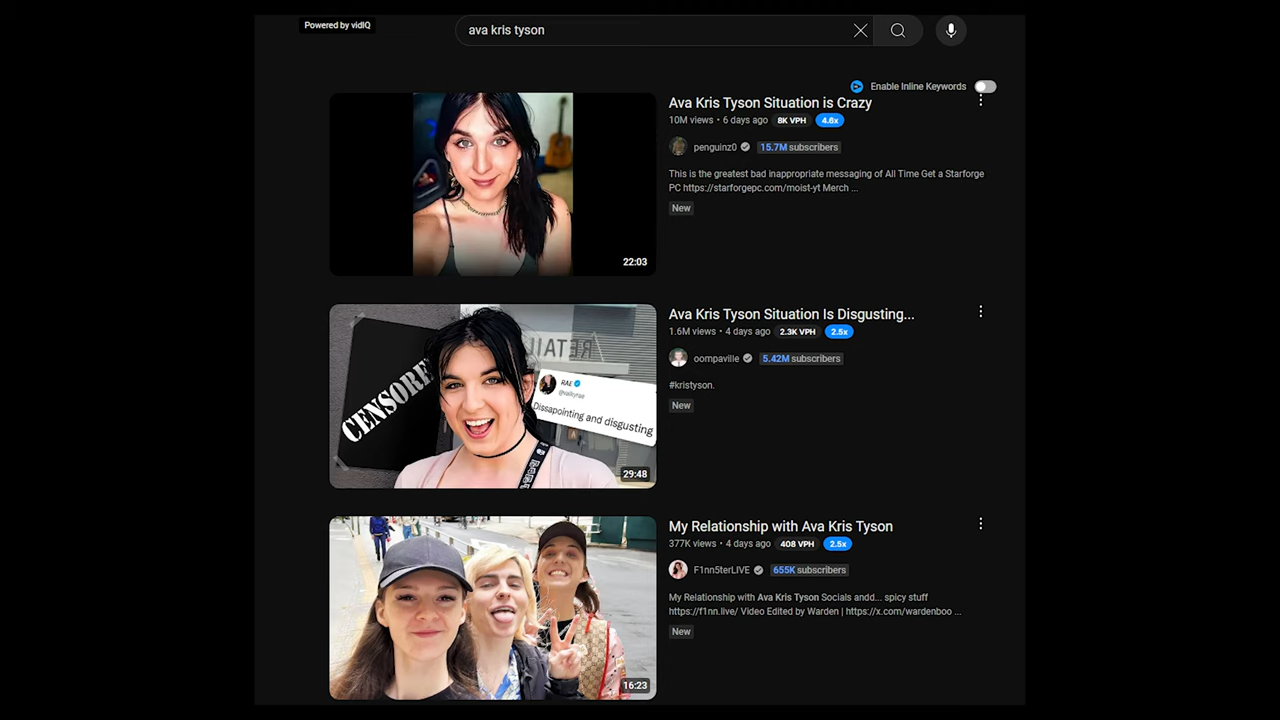 Powered by vidIQ
ava kris tyson
Enable Inline Keywords
Ava Kris Tyson Situation is Crazy
10M views • 6 days ago 8K VPH 4.6x
penguinz0 15.7M subscribers
This is the greatest bad inappropriate messaging of All Time Get a Starforge
PC https://starforgepc.com/moist-yt Merch ...
New
22:03
Ava Kris Tyson Situation Is Disgusting...
1.6M views • 4 days ago 2.3K VPH 2.5x
oompaville 5.42M subscribers
#kristyson.
New
CENSORE
RETAIL
RAE
@valkyrae
Dissapointing and disgusting
29:48
My Relationship with Ava Kris Tyson
377K views • 4 days ago 408 VPH 2.5x
F1nn5terLIVE 655K subscribers
My Relationship with Ava Kris Tyson Socials andd... spicy stuff
https://f1nn.live/ Video Edited by Warden | https://x.com/wardenboo ...
New
16:23